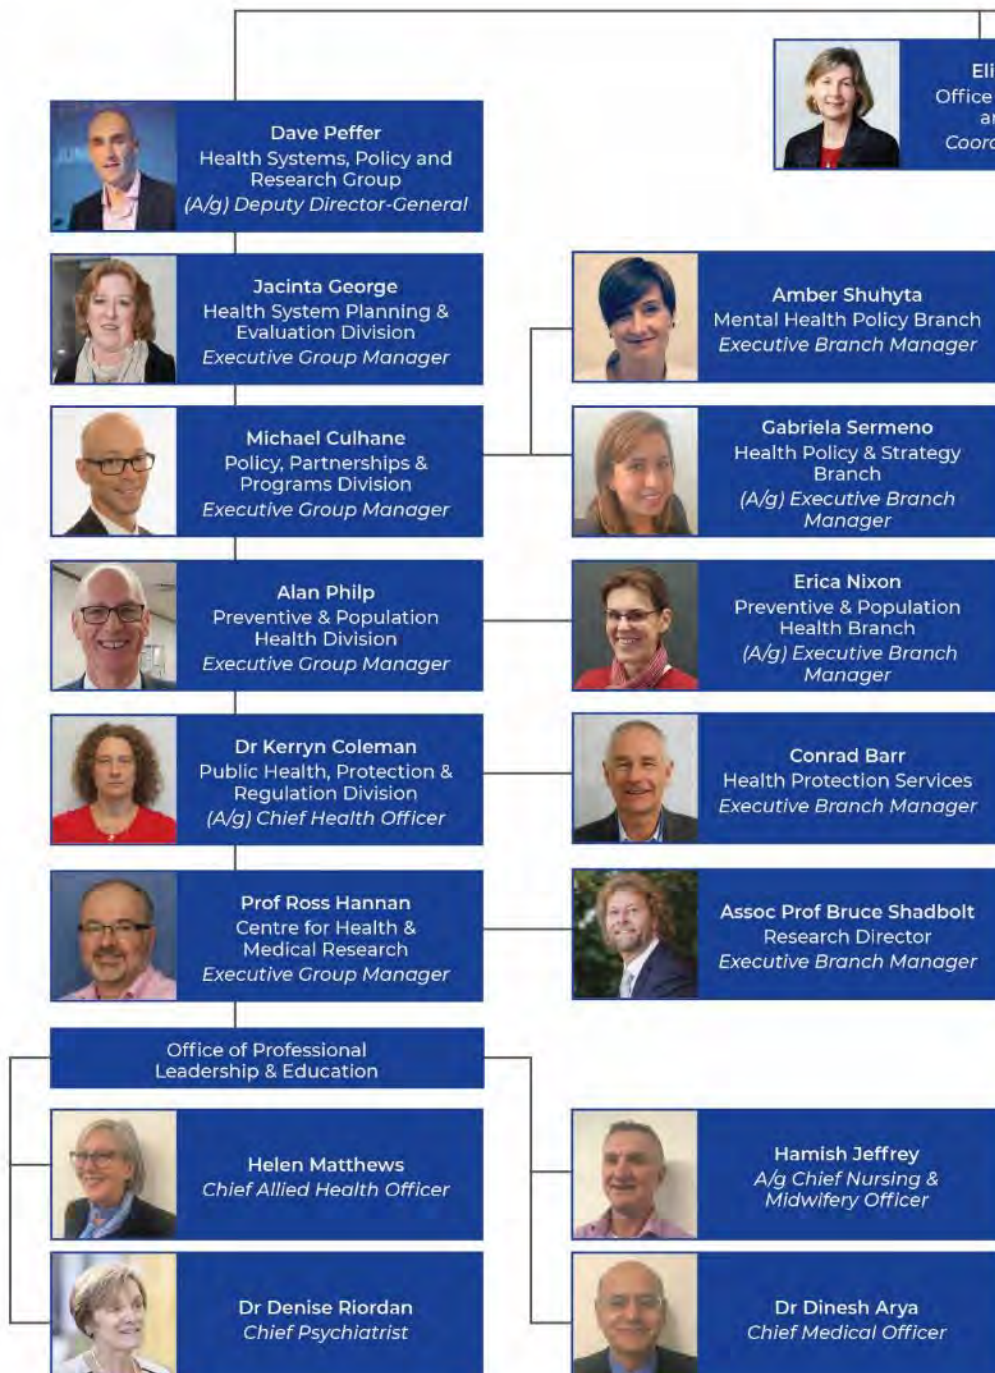 Eli
Office
Coord
Dave Peffer
Health Systems, Policy and
Research Group
(A/g) Deputy Director-General
Jacinta George
Health System Planning &
Evaluation Division
Executive Group Manager
Amber Shuhyta
Mental Health Policy Branch
Executive Branch Manager
Michael Culhane
Policy, Partnerships &
Programs Division
Executive Group Manager
Gabriela Sermeno
Health Policy & Strategy
Branch
(A/g) Executive Branch
Manager
Alan Philp
Preventive & Population
Health Division
Executive Group Manager
Erica Nixon
Preventive & Population
Health Branch
(A/g) Executive Branch
Manager
Dr Kerryn Coleman
Public Health, Protection &
Regulation Division
(A/g) Chief Health Officer
Conrad Barr
Health Protection Services
Executive Branch Manager
Prof Ross Hannan
Centre for Health &
Medical Research
Executive Group Manager
Assoc Prof Bruce Shadbolt
Research Director
Executive Branch Manager
Office of Professional
Leadership & Education
Helen Matthews
Chief Allied Health Officer
Hamish Jeffrey
A/g Chief Nursing &
Midwifery Officer
Dr Denise Riordan
Chief Psychiatrist
Dr Dinesh Arya
Chief Medical Officer